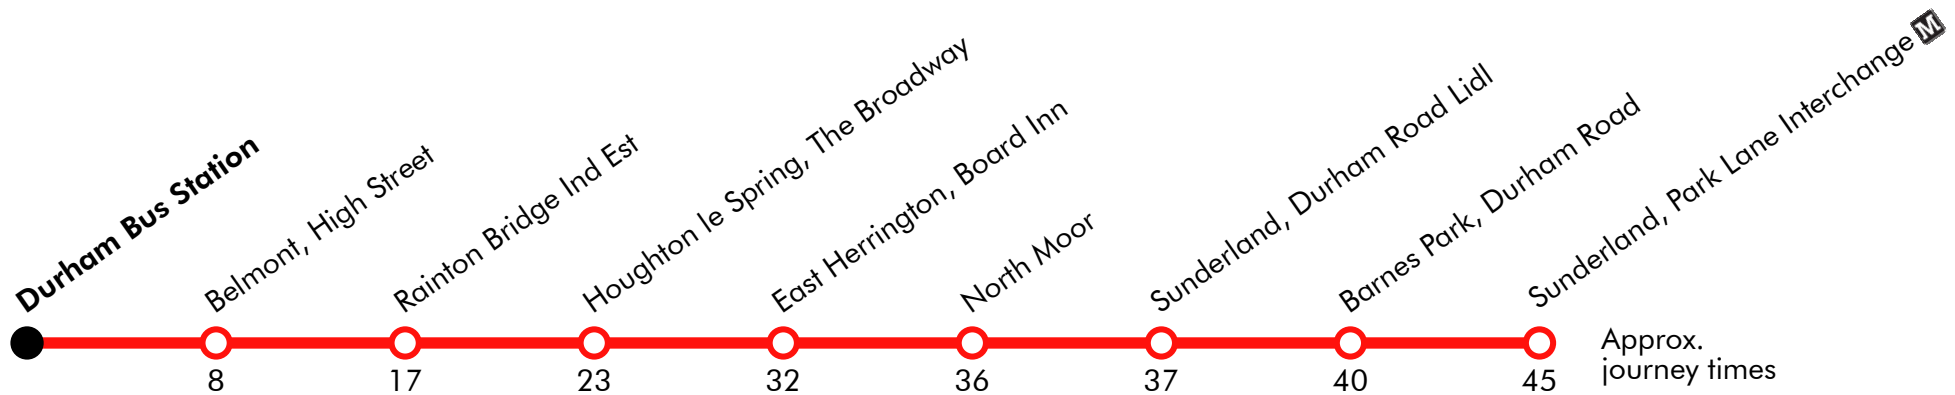 Durham Bus Station
Belmont, High Street
Rainton Bridge Ind Est
Houghton le Spring, The Broadway
East Herrington, Board Inn
North Moor
Sunderland, Durham Road Lidl
Barnes Park, Durham Road
Sunderland, Park Lane Interchange M
8 17 23 32 36 37 40 45
Approx.
journey times